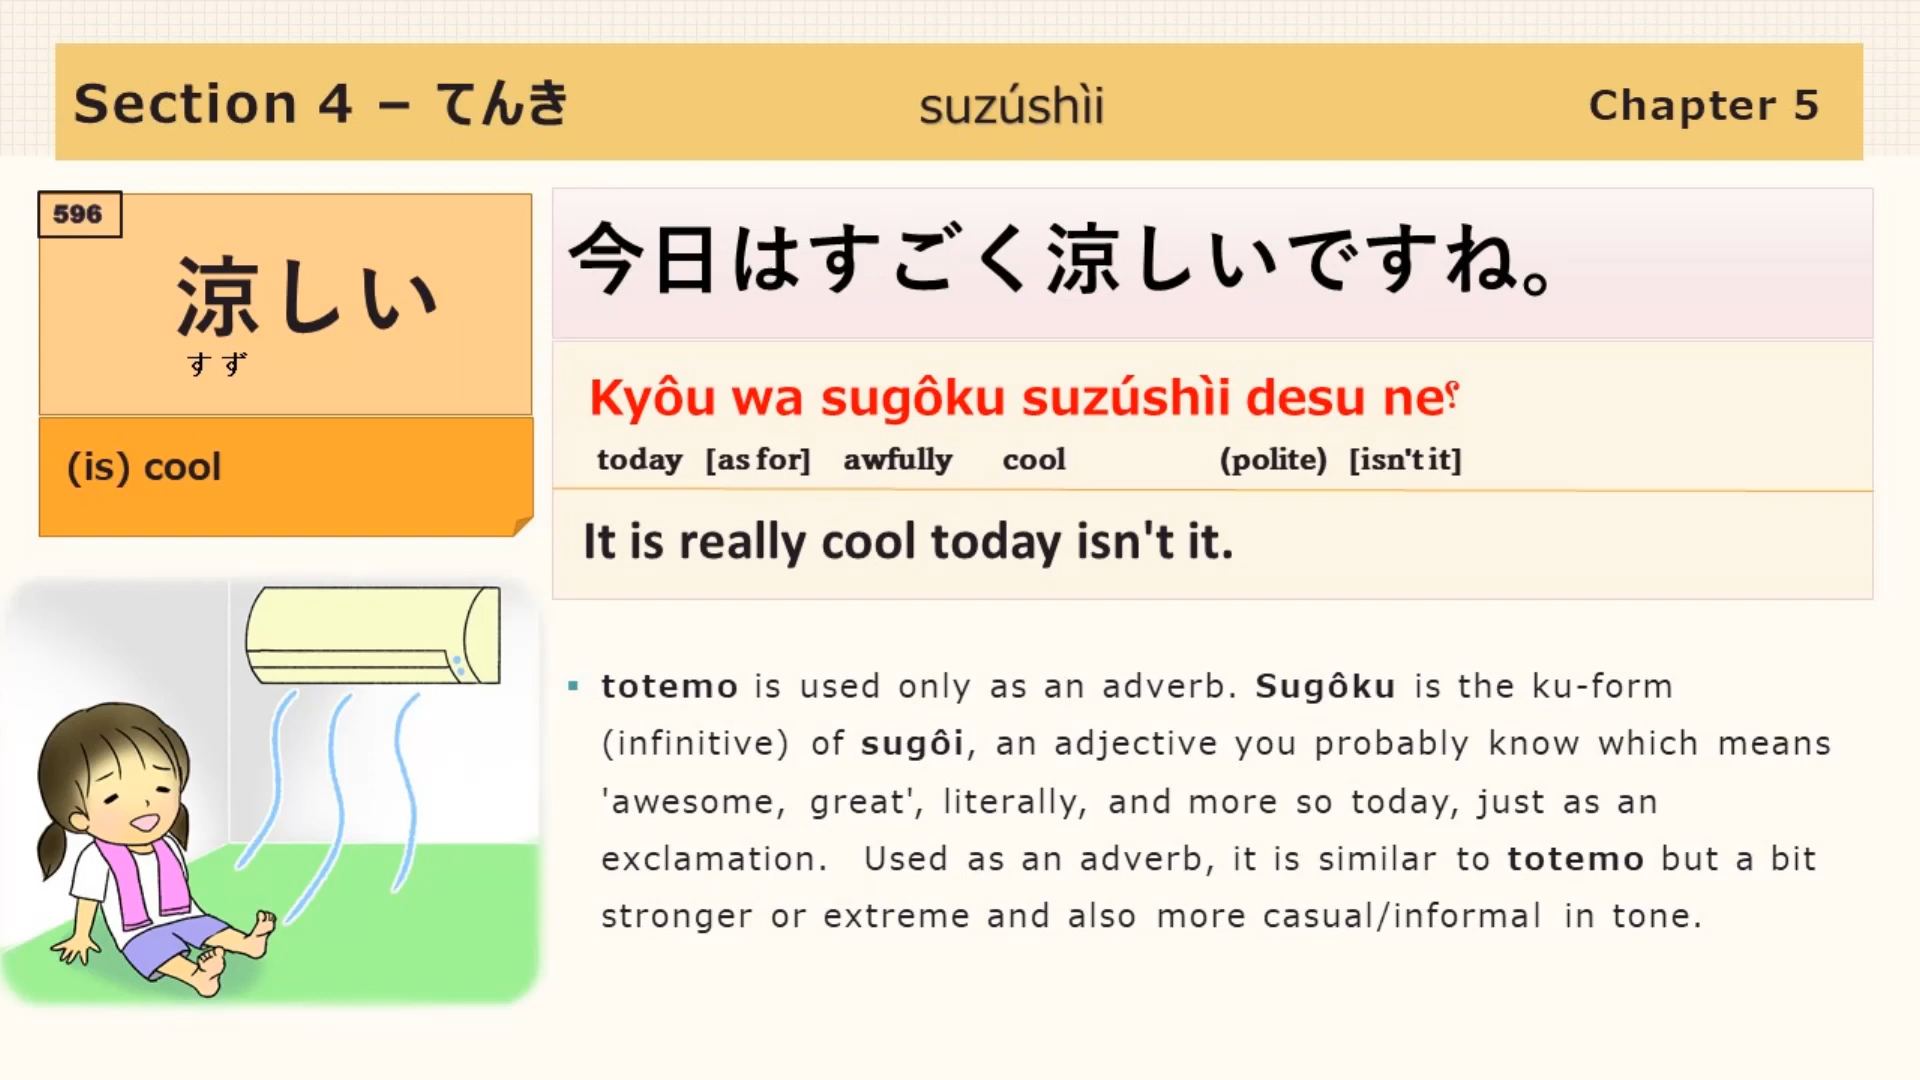 Section 4 – てんき
suzúshìi
Chapter 5
596
涼しい
すず
(is) cool
今日はすごく涼しいですね。
Kyôu wa sugôku suzúshìi desu ne⸮
today [as for] awfully cool (polite) [isn't it]
It is really cool today isn't it.
▪ totemo is used only as an adverb. Sugôku is the ku-form
(infinitive) of sugôi, an adjective you probably know which means
'awesome, great', literally, and more so today, just as an
exclamation. Used as an adverb, it is similar to totemo but a bit
stronger or extreme and also more casual/informal in tone.